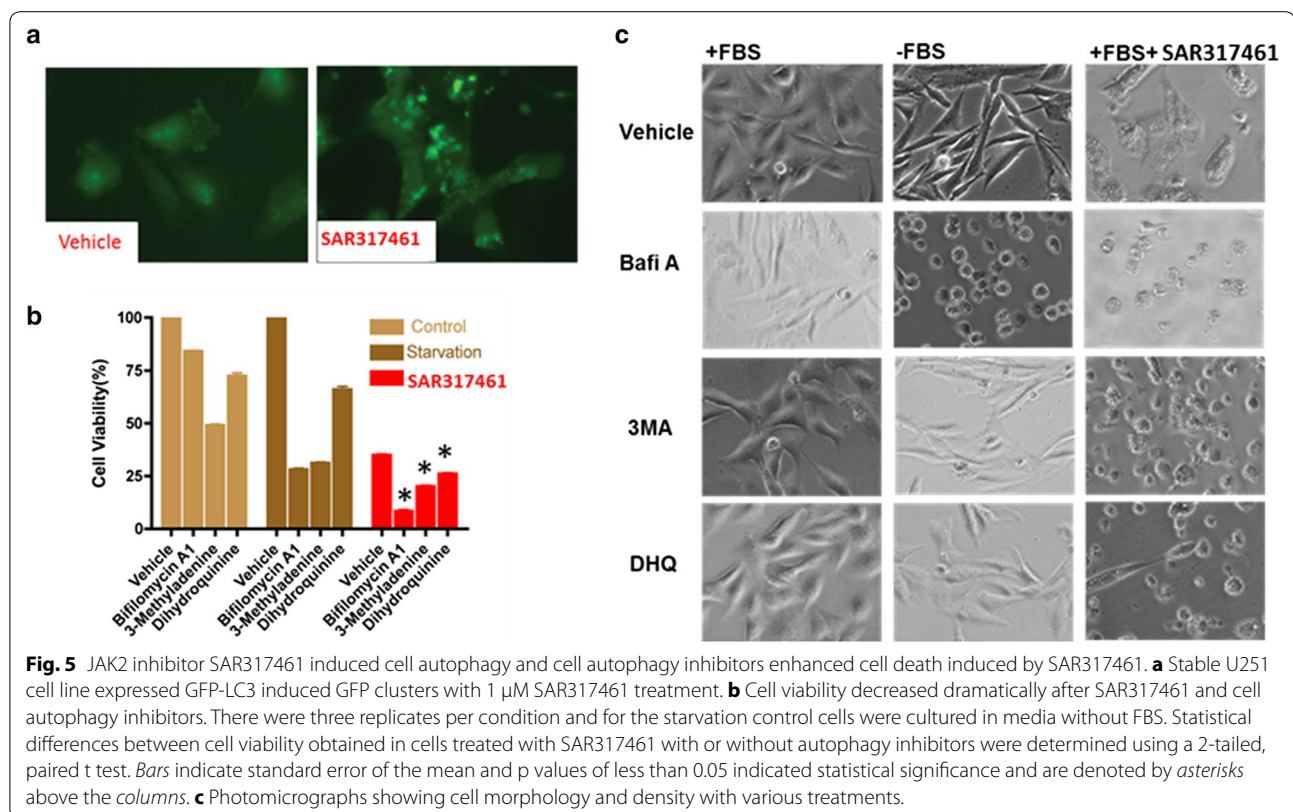 a
Vehicle
SAR317461
b
100
75
50
25
0
Cell Viability(%)
Control
Starvation
SAR317461
*
*
*
Vehicle
Bifilomycin A1
3-Methyladenine
Dihydroquinine
Vehicle
Bifilomycin A1
3-Methyladenine
Dihydroquinine
Vehicle
Bifilomycin A1
3-Methyladenine
Dihydroquinine
c
+FBS
-FBS
+FBS+ SAR317461
Vehicle
Bafi A
3MA
DHQ
Fig. 5 JAK2 inhibitor SAR317461 induced cell autophagy and cell autophagy inhibitors enhanced cell death induced by SAR317461. a Stable U251
cell line expressed GFP-LC3 induced GFP clusters with 1 μM SAR317461 treatment. b Cell viability decreased dramatically after SAR317461 and cell
autophagy inhibitors. There were three replicates per condition and for the starvation control cells were cultured in media without FBS. Statistical
differences between cell viability obtained in cells treated with SAR317461 with or without autophagy inhibitors were determined using a 2-tailed,
paired t test. Bars indicate standard error of the mean and p values of less than 0.05 indicated statistical significance and are denoted by asterisks
above the columns. c Photomicrographs showing cell morphology and density with various treatments.